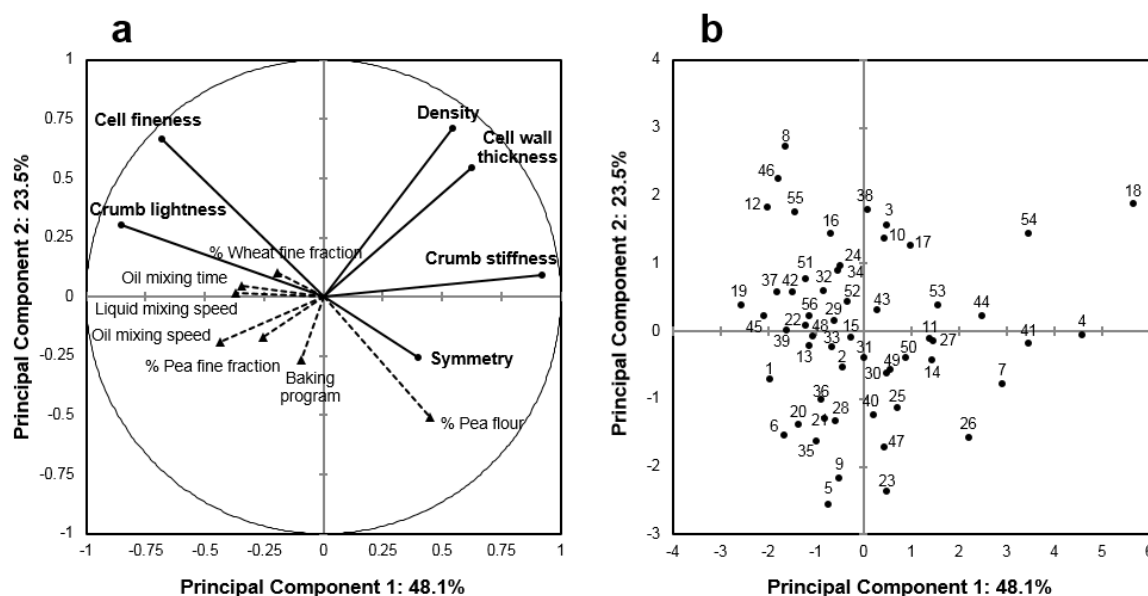 a
b
Principal Component 2: 23.5%
1
0.75
0.5
0.25
0
-0.25
-0.5
-0.75
-1
Cell fineness
Density
Cell wall
thickness
Crumb lightness
% Wheat fine fraction
Oil mixing time
Crumb stiffness
Liquid mixing speed
Oil mixing speed
% Pea fine fraction
Baking
program
Symmetry
% Pea flour
-1 -0.75 -0.5 -0.25 0 0.25 0.5 0.75 1
Principal Component 1: 48.1%
Principal Component 2: 23.5%
4
3
2
1
0
-1
-2
-3
8
46
12 55 38 18
16 3 54
10 17
24
51 34
37 42 32
19 52 43 53 44
45 56 29
22 48 15 11 41 4
39 33 27
13 31 50
1 2 49 14 7
30
36 25
20 21 28 40 26
6
35 47
9
5 23
-4 -3 -2 -1 0 1 2 3 4 5 6
Principal Component 1: 48.1%